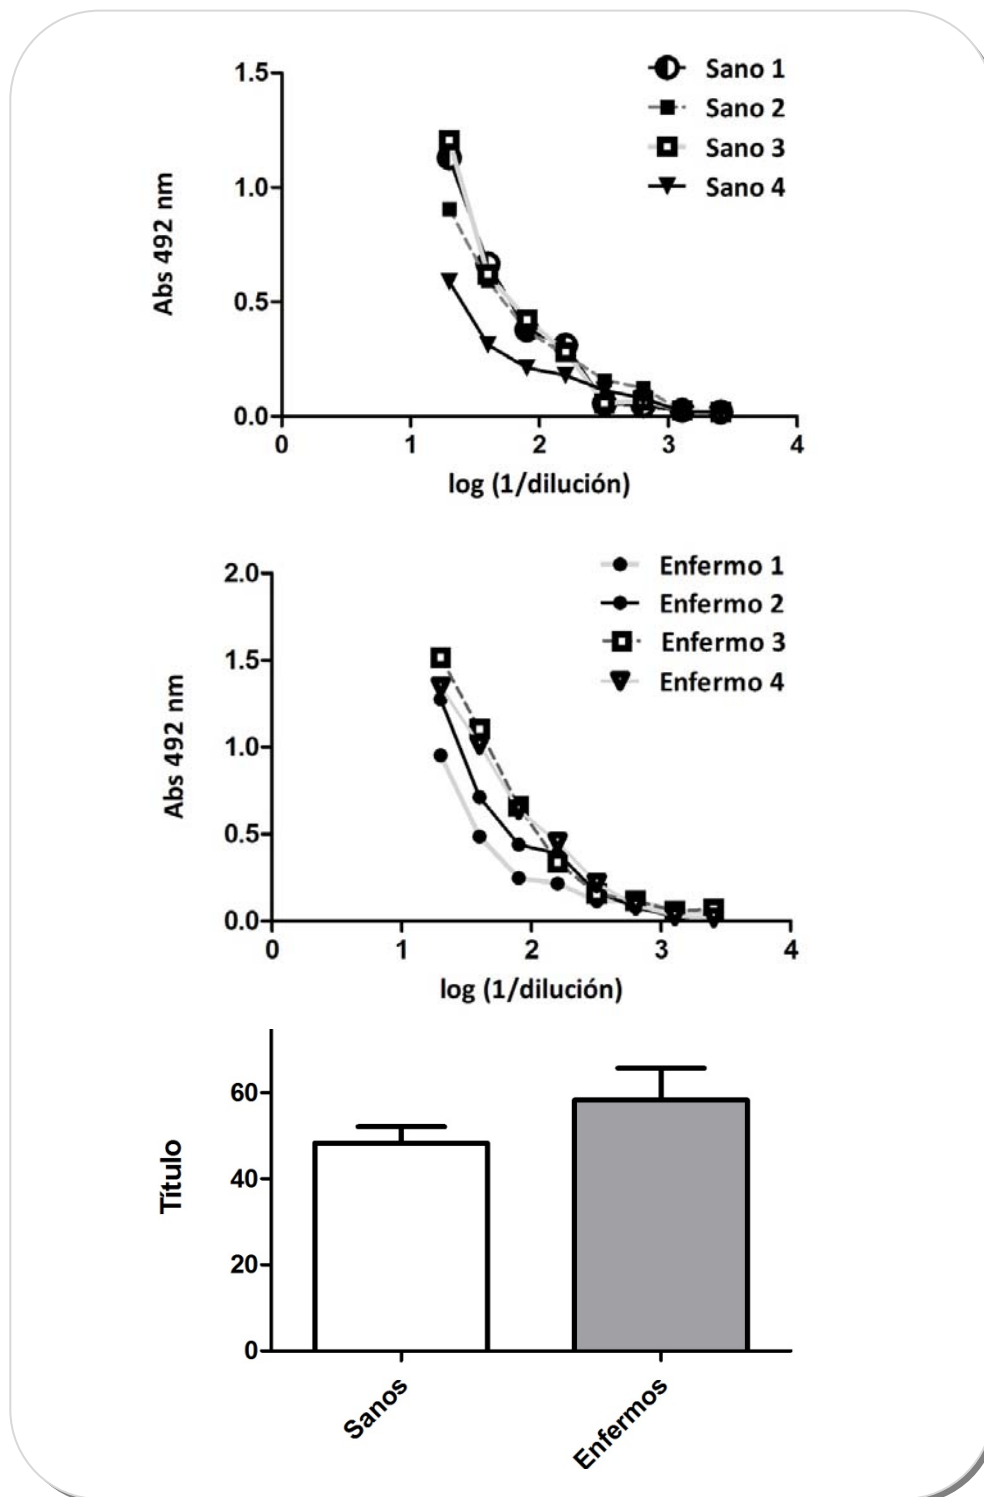 Sano 1
Sano 2
Sano 3
Sano 4
1.5
1.0
0.5
0.0
Abs 492 nm
0 1 2 3 4
log (1/dilución)
Enfermo 1
Enfermo 2
Enfermo 3
Enfermo 4
2.0
1.5
1.0
0.5
0.0
Abs 492 nm
0 1 2 3 4
log (1/dilución)
60
40
20
0
Título
Sanos
Enfermos